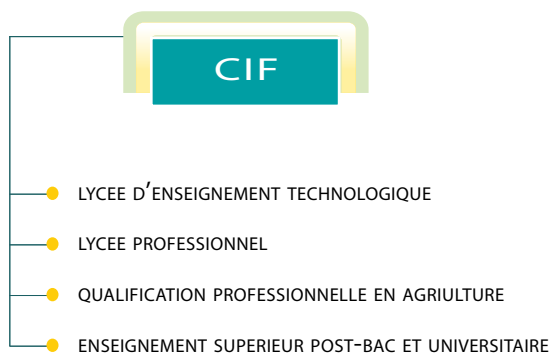 CIF
LYCEE D'ENSEIGNEMENT TECHNOLOGIQUE
LYCEE PROFESSIONNEL
QUALIFICATION PROFESSIONNELLE EN AGRIULTURE
ENSEIGNEMENT SUPERIEUR POST-BAC ET UNIVERSITAIRE